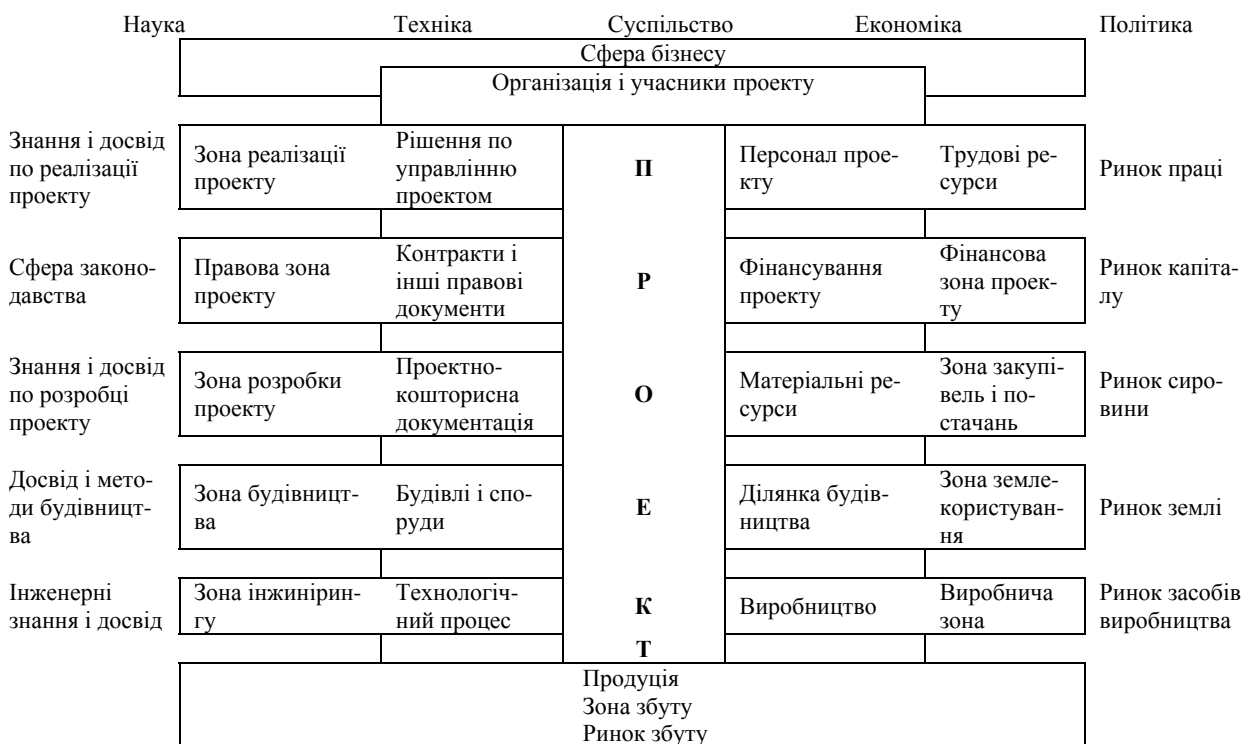 Наука Техніка Суспільство Економіка Політика
Сфера бізнесу
Організація і учасники проекту
Знання і досвід
по реалізації
проекту
Зона реалізації
проекту
Рішення по
управлінню
проектом
П
Персонал прое-
кту
Трудові ре-
сурси
Ринок праці
Сфера законо-
давства
Правова зона
проекту
Контракти і
інші правові
документи
Р
Фінансування
проекту
Фінансова
зона проек-
ту
Ринок капіта-
лу
Знання і досвід
по розробці
проекту
Зона розробки
проекту
Проектно-
кошторисна
документація
О
Матеріальні ре-
сурси
Зона закупі-
вель і по-
стачань
Ринок сиро-
вини
Досвід і мето-
ди будівницт-
ва
Зона будівницт-
ва
Будівлі і спо-
руди
Е
Ділянка будів-
ництва
Зона земле-
користуван-
ня
Ринок землі
Інженерні
знання і досвід
Зона інжинірин-
гу
Технологіч-
ний процес
К
Виробництво
Виробнича
зона
Ринок засобів
виробництва
Т
Продуція
Зона збуту
Ринок збуту